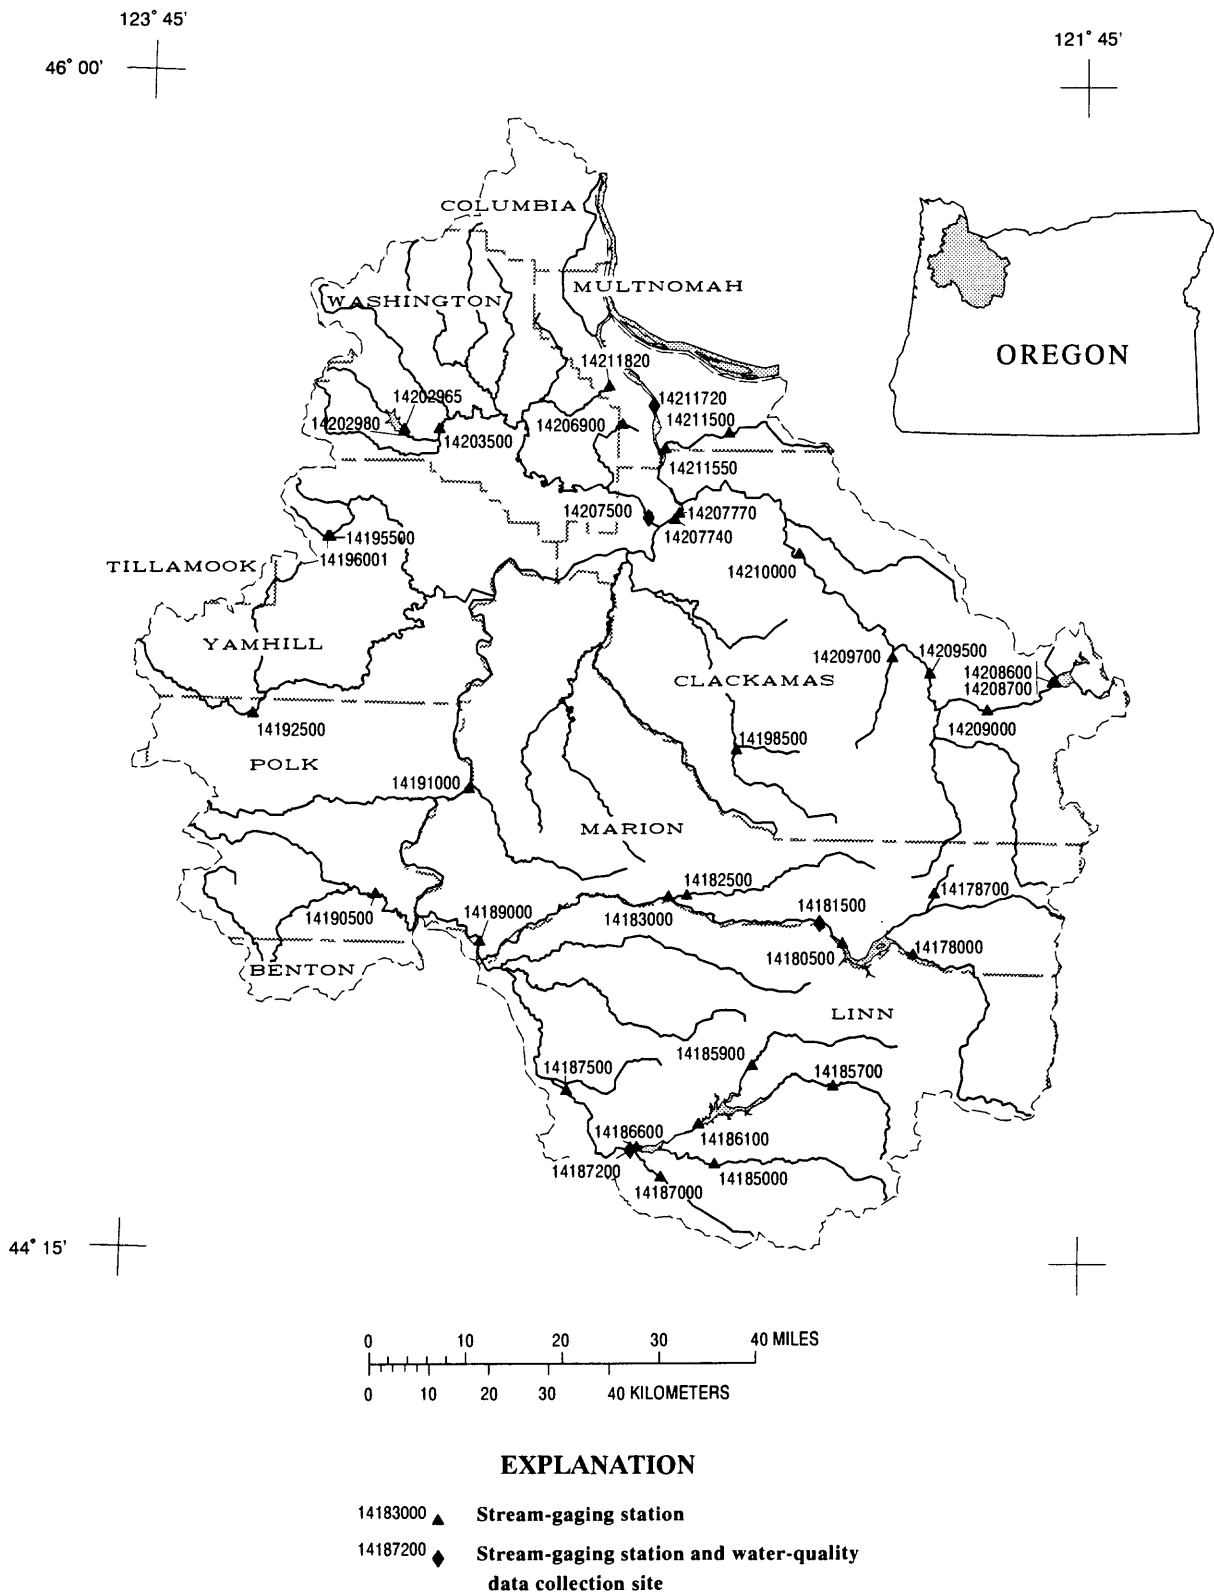 123° 45'
121° 45'
46° 00'
COLUMBIA
MULTNOMAH
WASHINGTON
OREGON
14211820
14202965
14211720
14202980
14206900
14211500
14203500
14211550
14207500
14207770
14195500
14207740
14196001
TILLAMOOK
14210000
YAMHILL
14209700
14209500
14208600
14208700
CLACKAMAS
14192500
14198500
14209000
POLK
14191000
MARION
14182500
14178700
14190500
14189000
14183000
14181500
14180500
14178000
BENTON
LINN
14185900
14187500
14185700
14186600
14186100
14187200
14187000
14185000
44° 15'
0 10 20 30 40 MILES
0 10 20 30 40 KILOMETERS
EXPLANATION
14183000 Stream-gaging station
14187200 Stream-gaging station and water-quality
data collection site